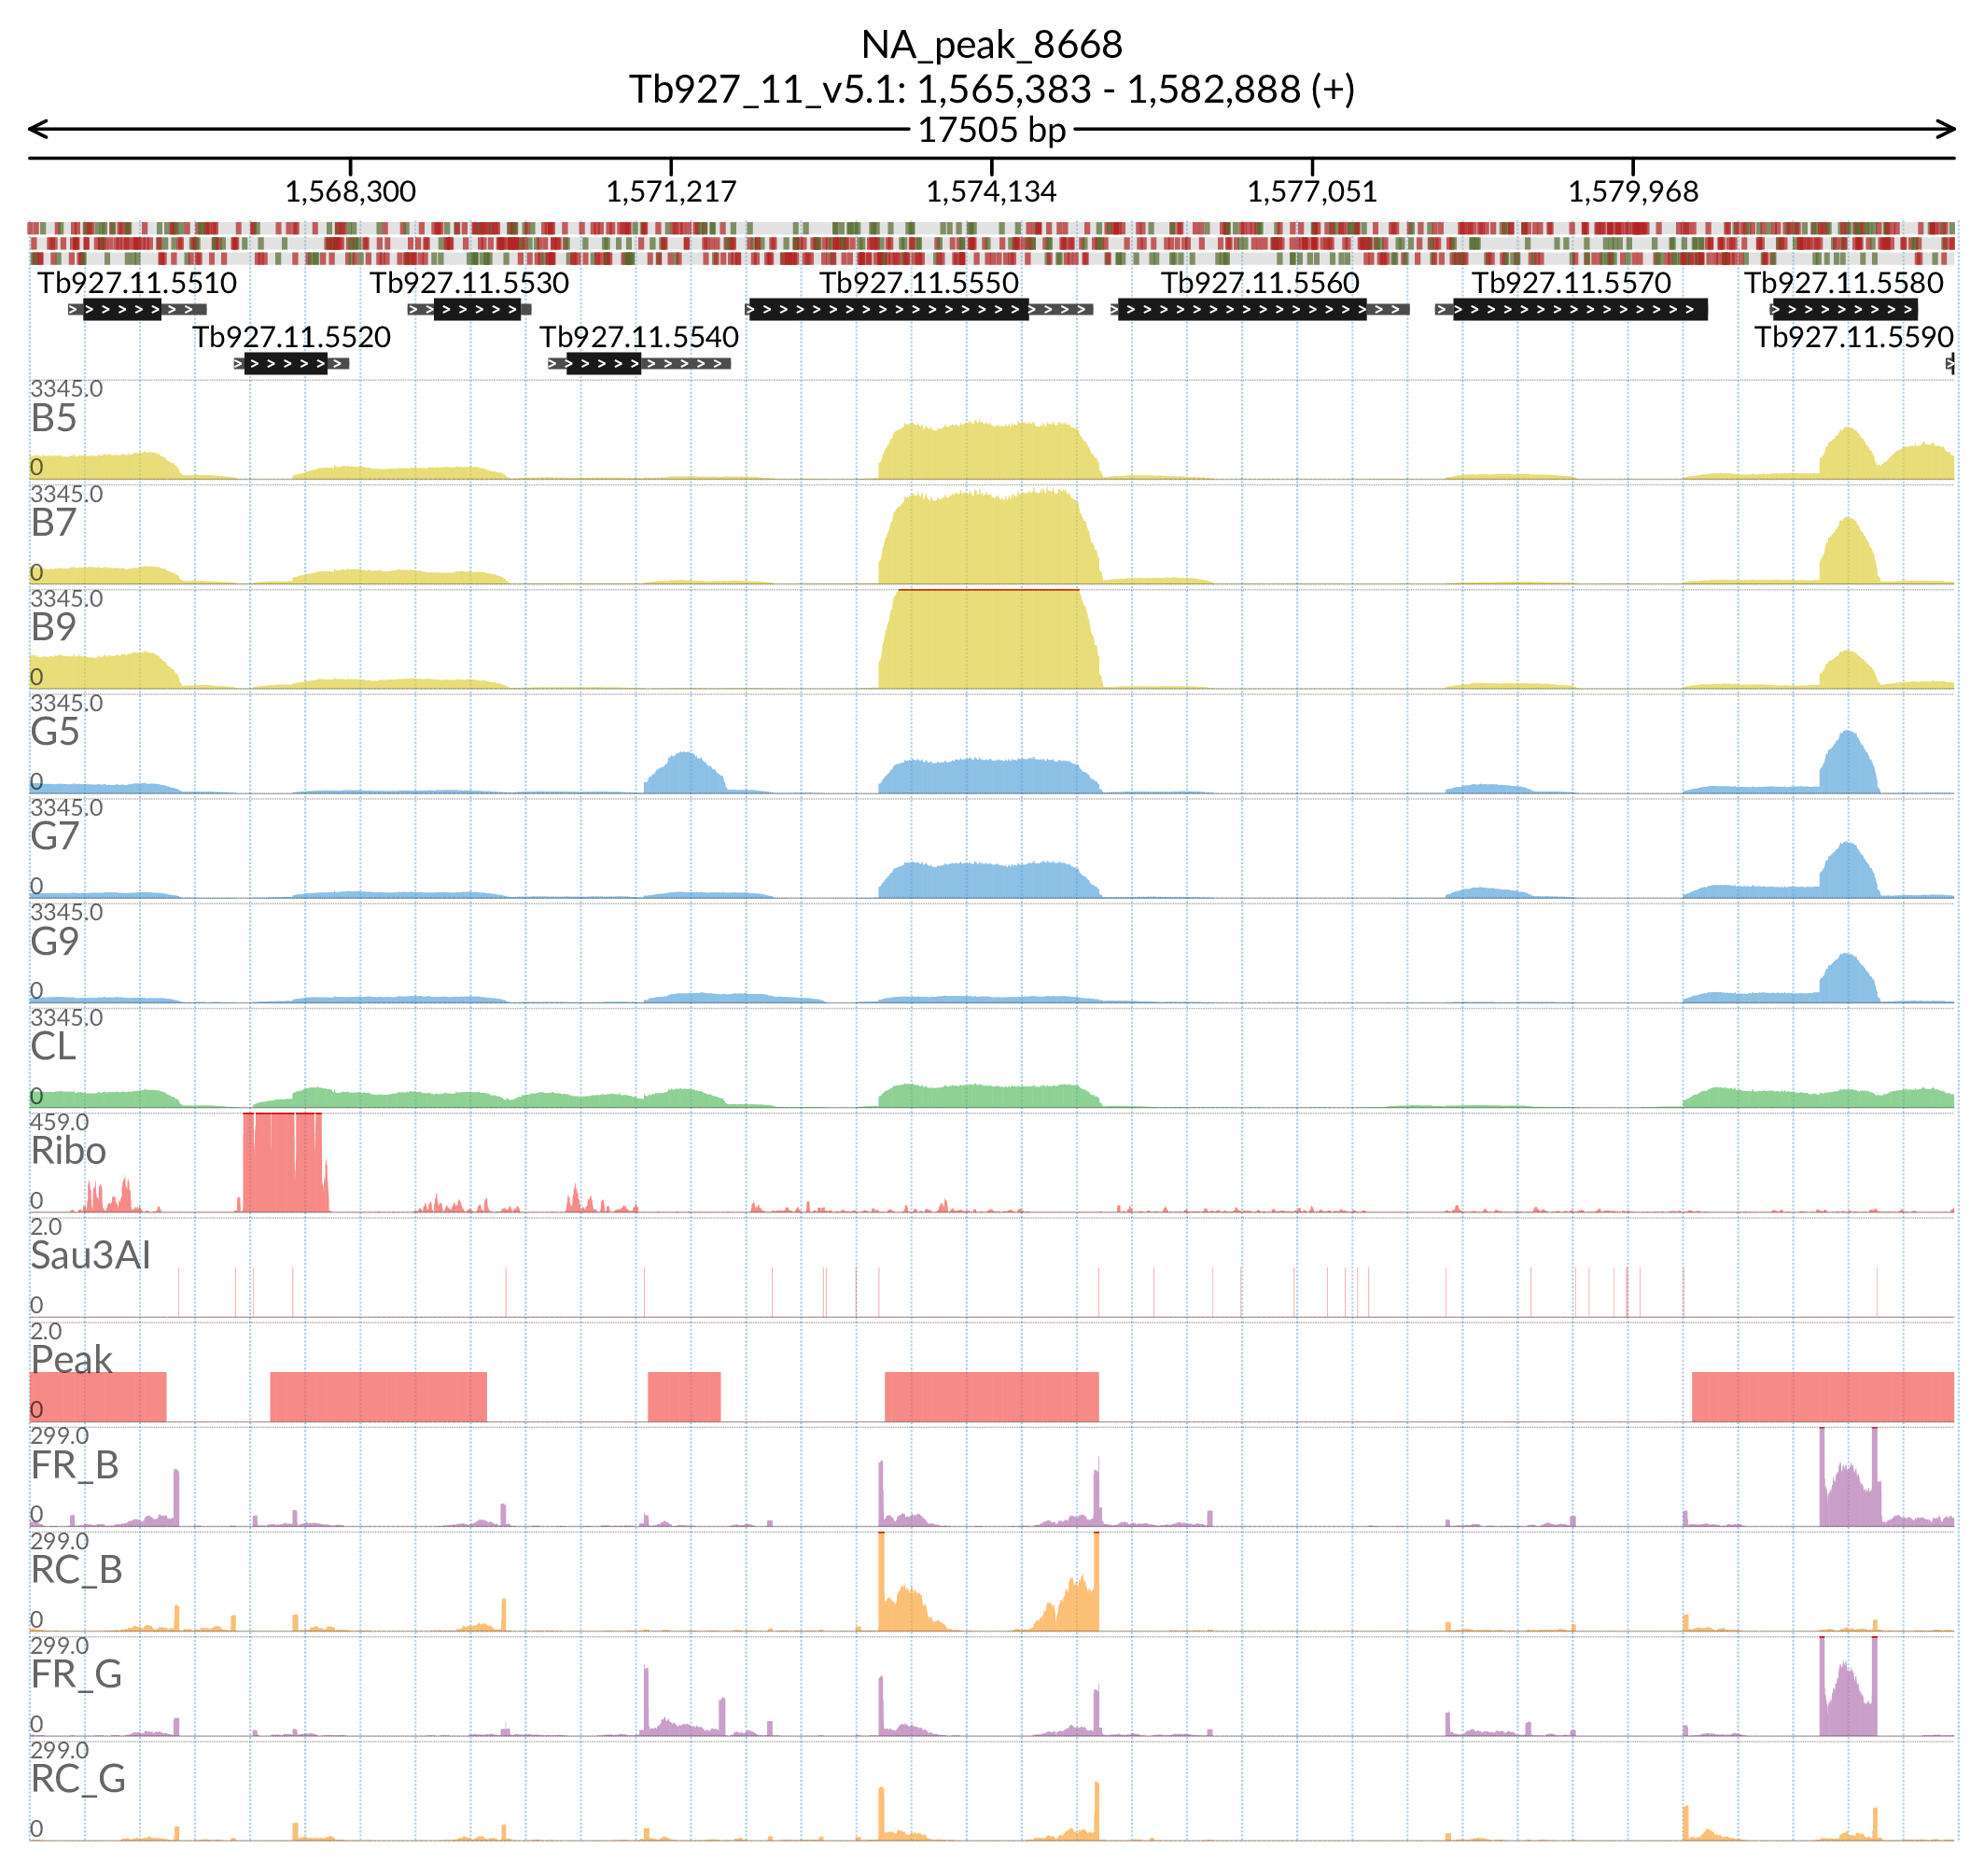 NA_peak_8668
Tb927_11_v5.1: 1,565,383 - 1,582,888 (+)
17505 bp
1,568,300 1,571,217 1,574,134 1,577,051 1,579,968
Tb927.11.5510 Tb927.11.5530 Tb927.11.5550 Tb927.11.5560 Tb927.11.5570 Tb927.11.5580
Tb927.11.5520 Tb927.11.5540 Tb927.11.5590
3345.0
B5
0
3345.0
B7
0
3345.0
B9
0
3345.0
G5
0
3345.0
G7
0
3345.0
G9
0
3345.0
CL
0
459.0
Ribo
0
2.0
Sau3AI
0
2.0
Peak
0
299.0
FR_B
0
299.0
RC_B
0
299.0
FR_G
0
299.0
RC_G
0